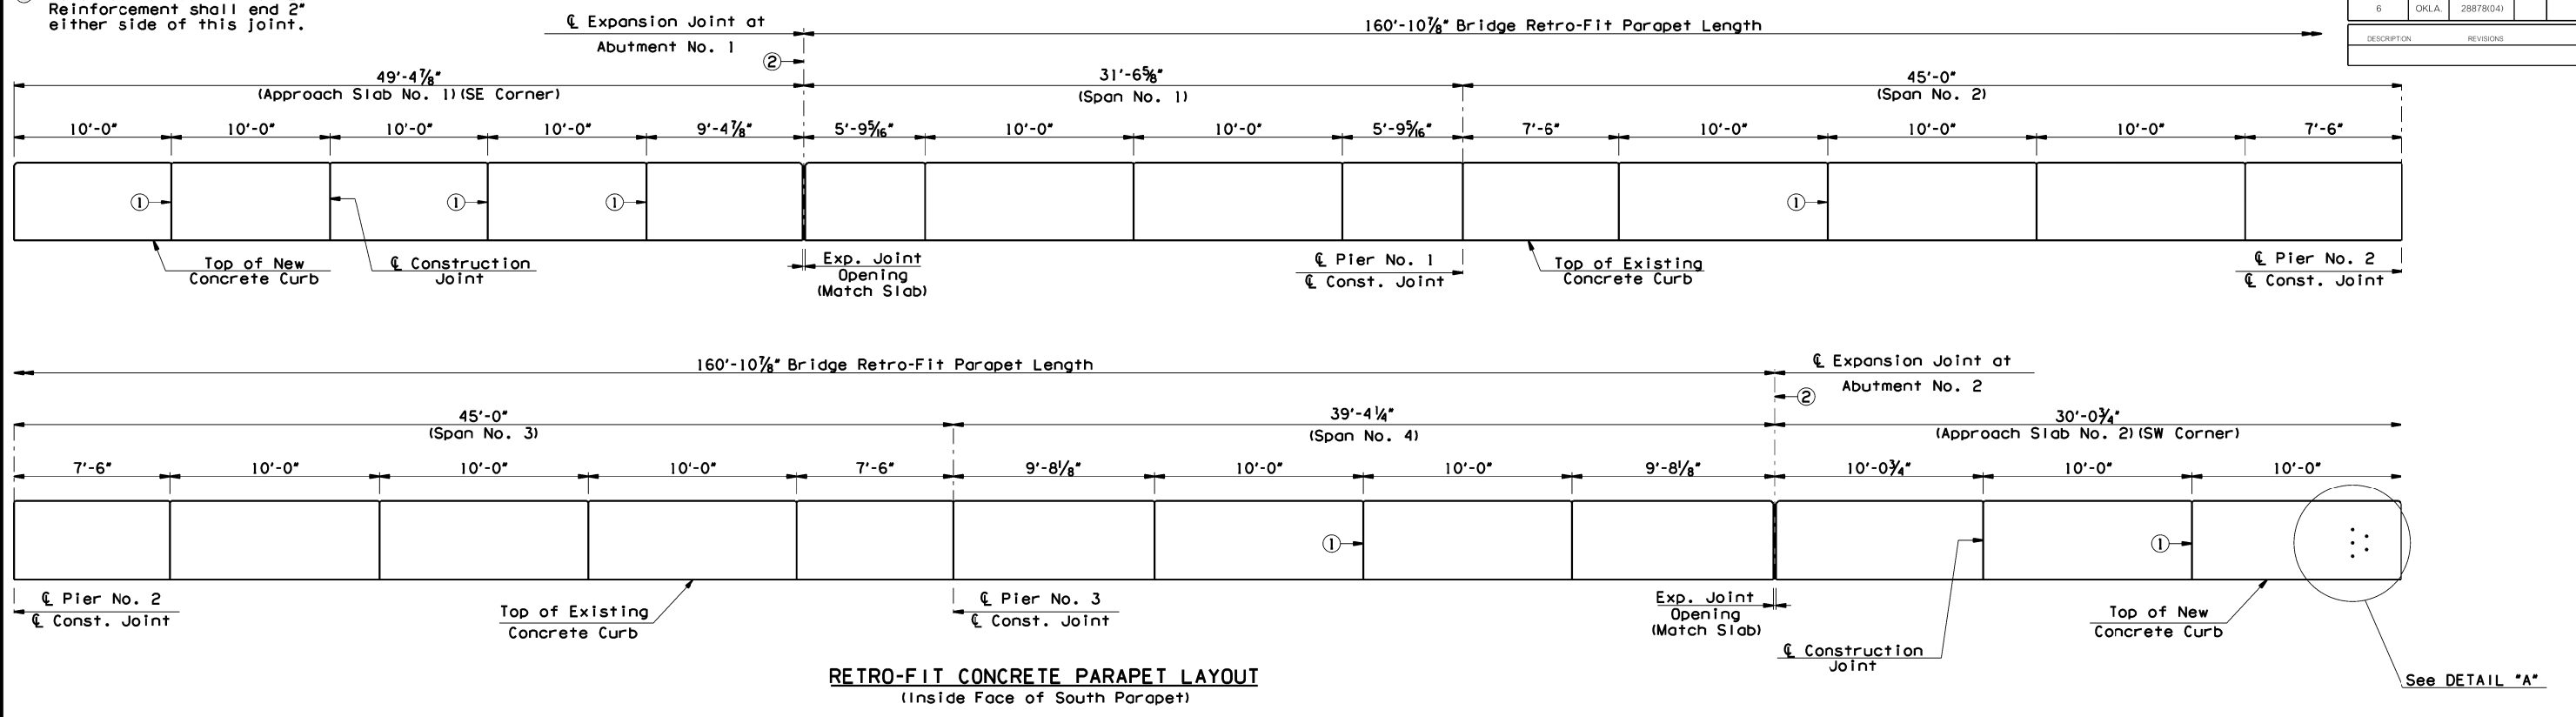 Reinforcement shall end 2"
either side of this joint.
℄ Expansion Joint at
Abutment No. 1
②
160'-10⅞" Bridge Retro-Fit Parapet Length
6 OKLA. 28878(04)
DESCRIPTION REVISIONS
49'-4⅞"
(Approach Slab No. 1)(SE Corner)
31'-6⅝"
(Span No. 1)
45'-0"
(Span No. 2)
10'-0" 10'-0" 10'-0" 10'-0" 9'-4⅞" 5'-9 5/16" 10'-0" 10'-0" 5'-9 5/16" 7'-6" 10'-0" 10'-0" 10'-0" 7'-6"
① ① ① ①
Top of New
Concrete Curb
℄ Construction
Joint
Exp. Joint
Opening
(Match Slab)
℄ Pier No. 1
℄ Const. Joint
Top of Existing
Concrete Curb
℄ Pier No. 2
℄ Const. Joint
160'-10⅞" Bridge Retro-Fit Parapet Length
℄ Expansion Joint at
Abutment No. 2
②
45'-0"
(Span No. 3)
39'-4¼"
(Span No. 4)
30'-0¾"
(Approach Slab No. 2)(SW Corner)
7'-6" 10'-0" 10'-0" 10'-0" 7'-6" 9'-8⅛" 10'-0" 10'-0" 9'-8⅛" 10'-0¾" 10'-0" 10'-0"
① ①
℄ Pier No. 2
℄ Const. Joint
Top of Existing
Concrete Curb
℄ Pier No. 3
℄ Const. Joint
Exp. Joint
Opening
(Match Slab)
℄ Construction
Joint
Top of New
Concrete Curb
See DETAIL "A"
RETRO-FIT CONCRETE PARAPET LAYOUT
(Inside Face of South Parapet)